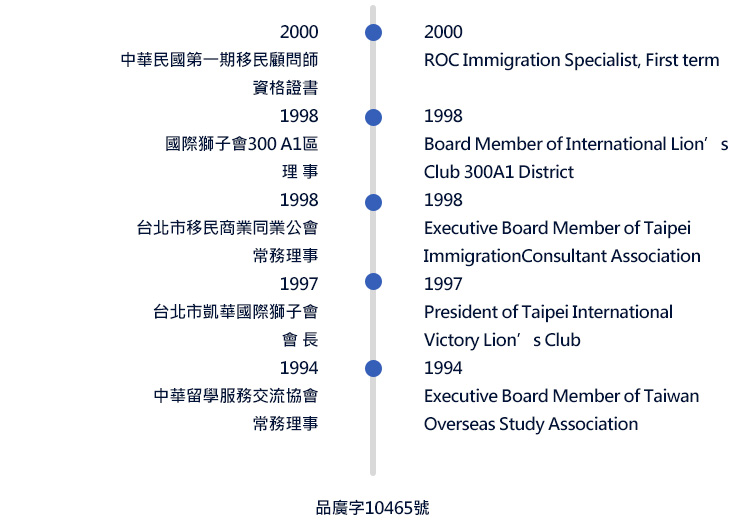 2000
中華民國第一期移民顧問師
資格證書
1998
國際獅子會300 A1區
理 事
1998
台北市移民商業同業公會
常務理事
1997
台北市凱華國際獅子會
會 長
1994
中華留學服務交流協會
常務理事
2000
ROC Immigration Specialist, First term
1998
Board Member of International Lion’s
Club 300A1 District
1998
Executive Board Member of Taipei
ImmigrationConsultant Association
1997
President of Taipei International
Victory Lion’s Club
1994
Executive Board Member of Taiwan
Overseas Study Association
品廣字10465號